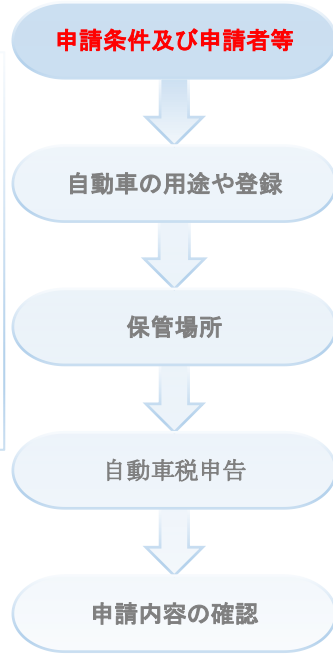 申請条件及び申請者等
自動車の用途や登録
保管場所
自動車税申告
申請内容の確認